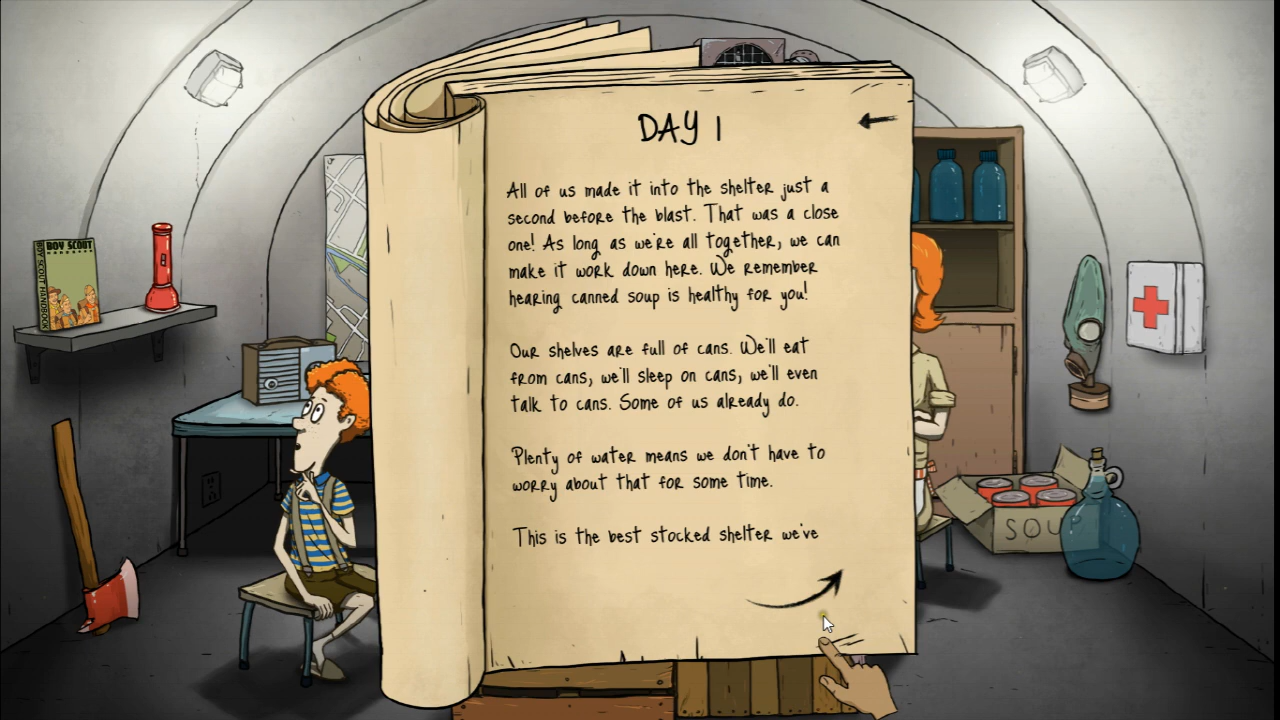 BOY SCOUT
BOY SCOUT HANDBOOK
DAY 1
All of us made it into the shelter just a
second before the blast. That was a close
one! As long as we're all together, we can
make it work down here. We remember
hearing canned soup is healthy for you!
Our shelves are full of cans. We'll eat
from cans, we'll sleep on cans, we'll even
talk to cans. Some of us already do.
Plenty of water means we don't have to
worry about that for some time.
This is the best stocked shelter we've
SOU